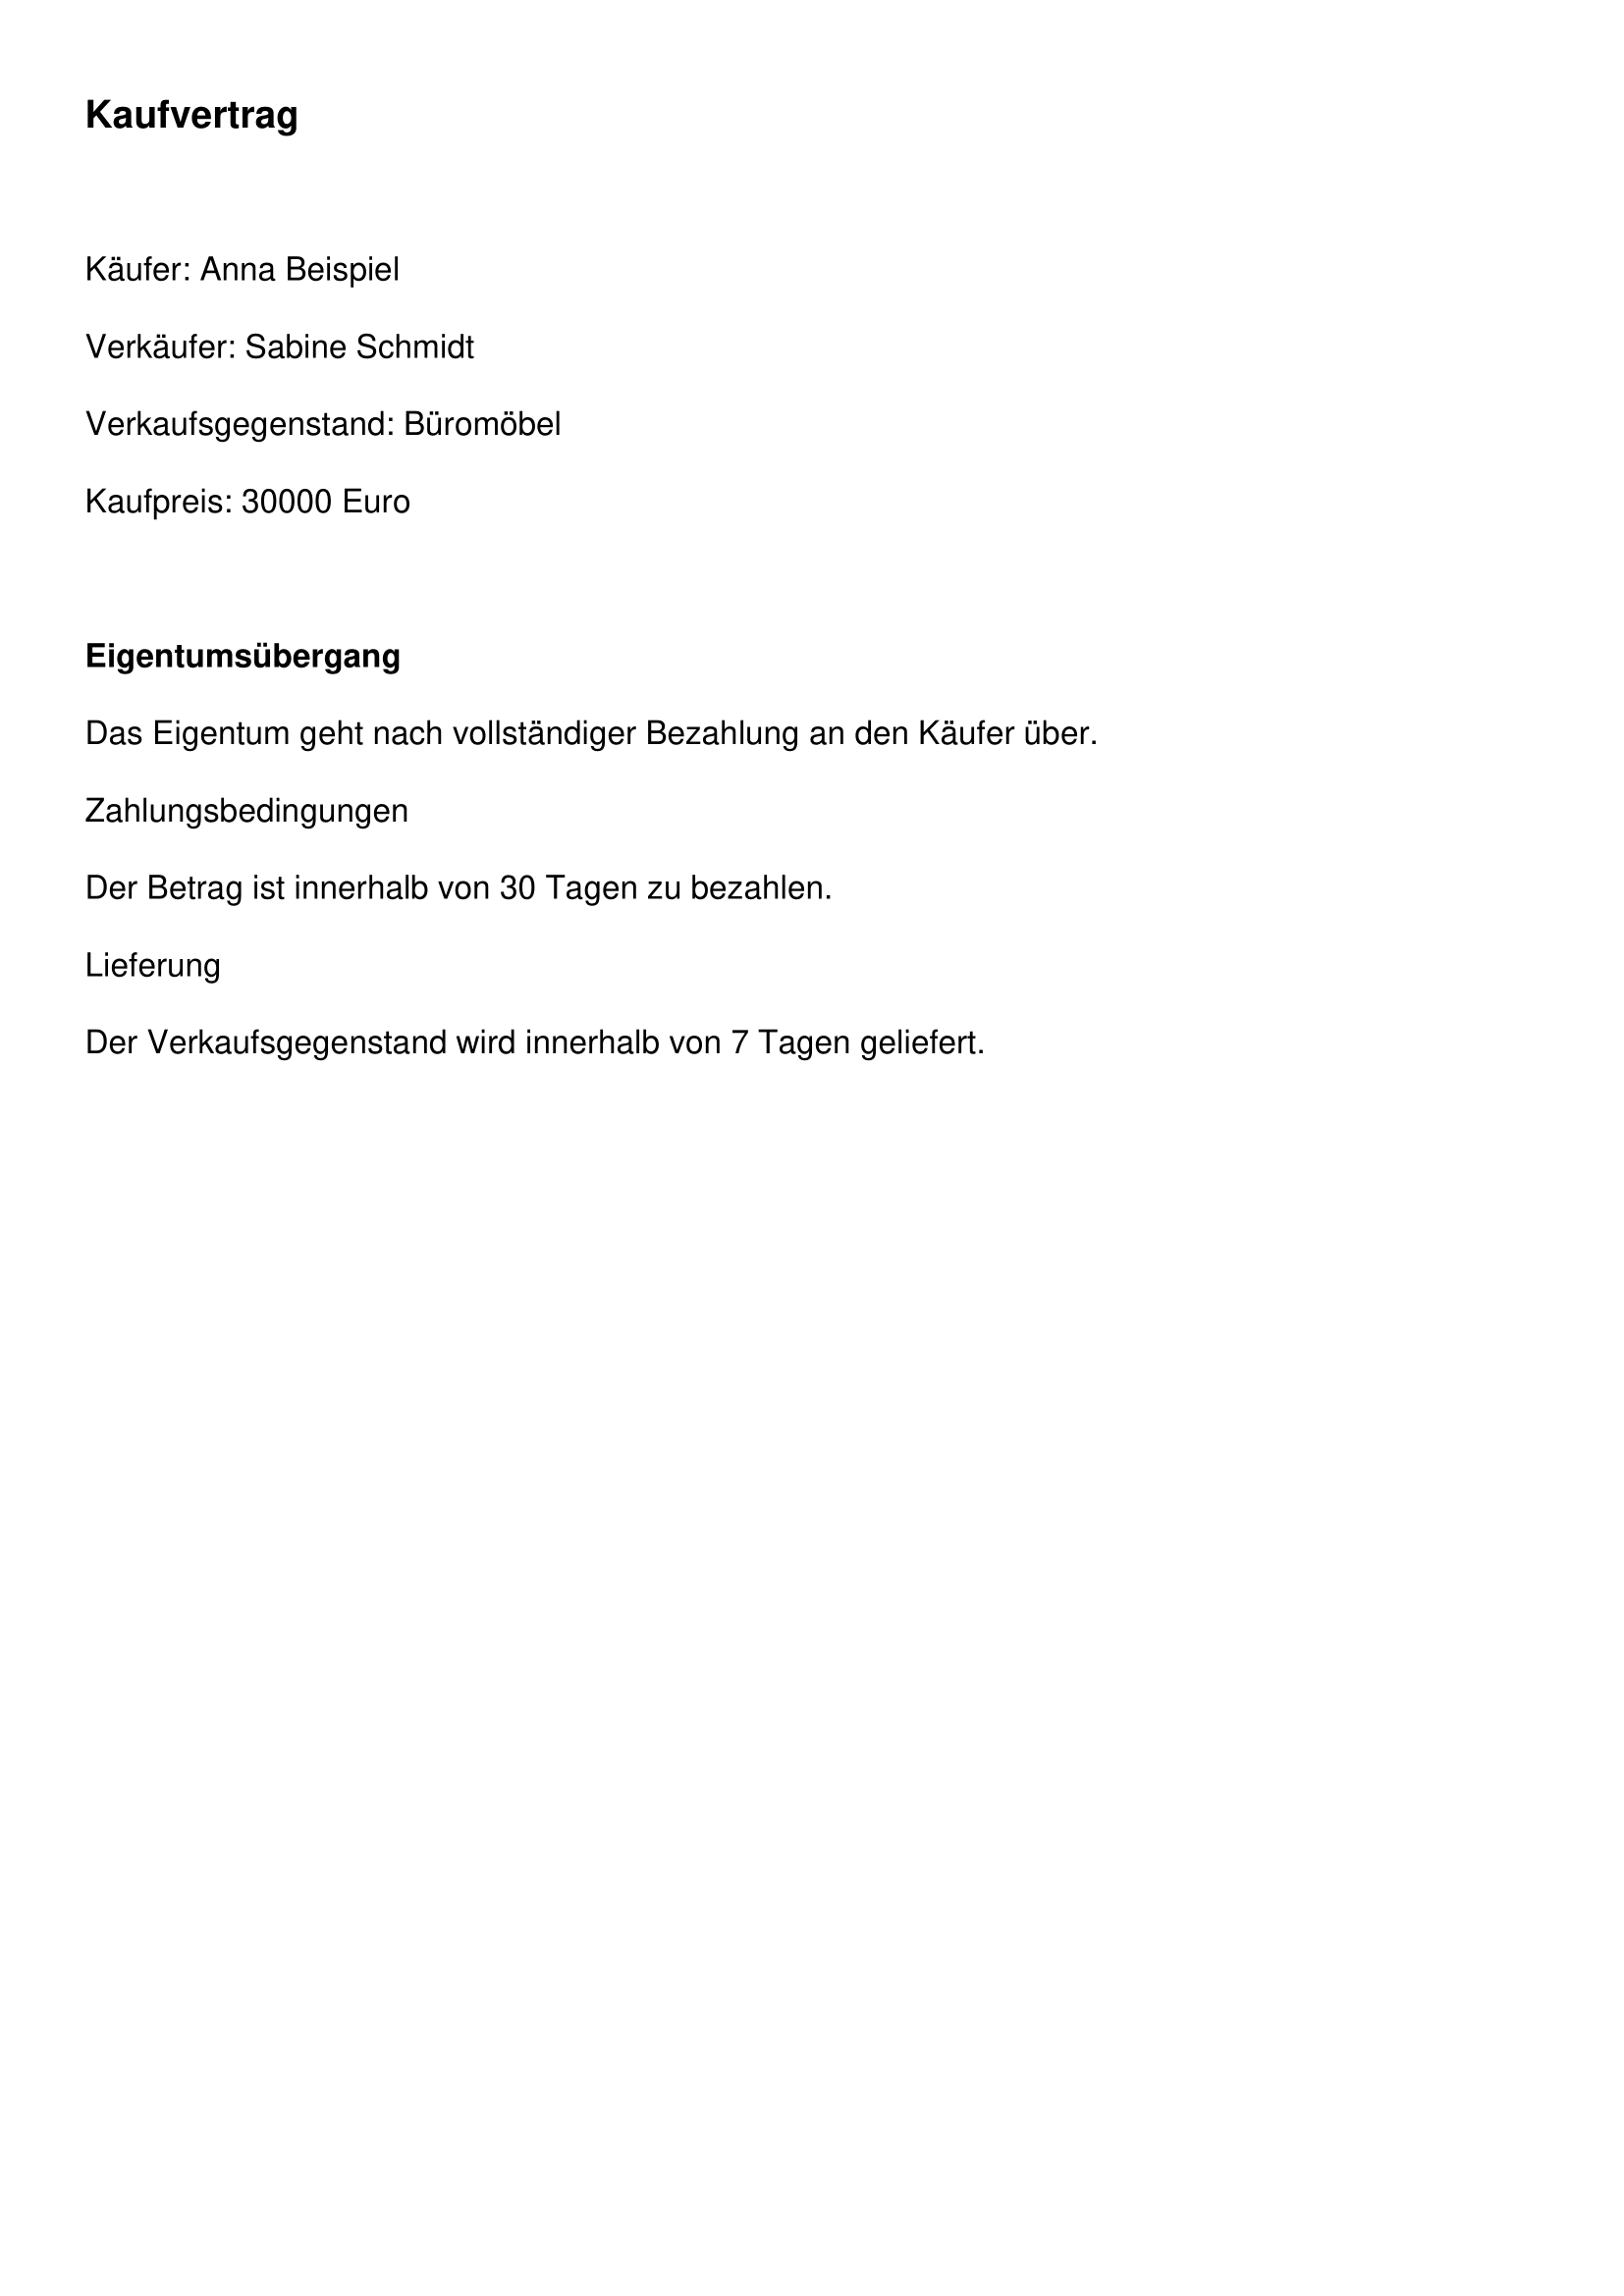 Kaufvertrag
Käufer: Anna Beispiel
Verkäufer: Sabine Schmidt
Verkaufsgegenstand: Büromöbel
Kaufpreis: 30000 Euro
Eigentumsübergang
Das Eigentum geht nach vollständiger Bezahlung an den Käufer über.
Zahlungsbedingungen
Der Betrag ist innerhalb von 30 Tagen zu bezahlen.
Lieferung
Der Verkaufsgegenstand wird innerhalb von 7 Tagen geliefert.